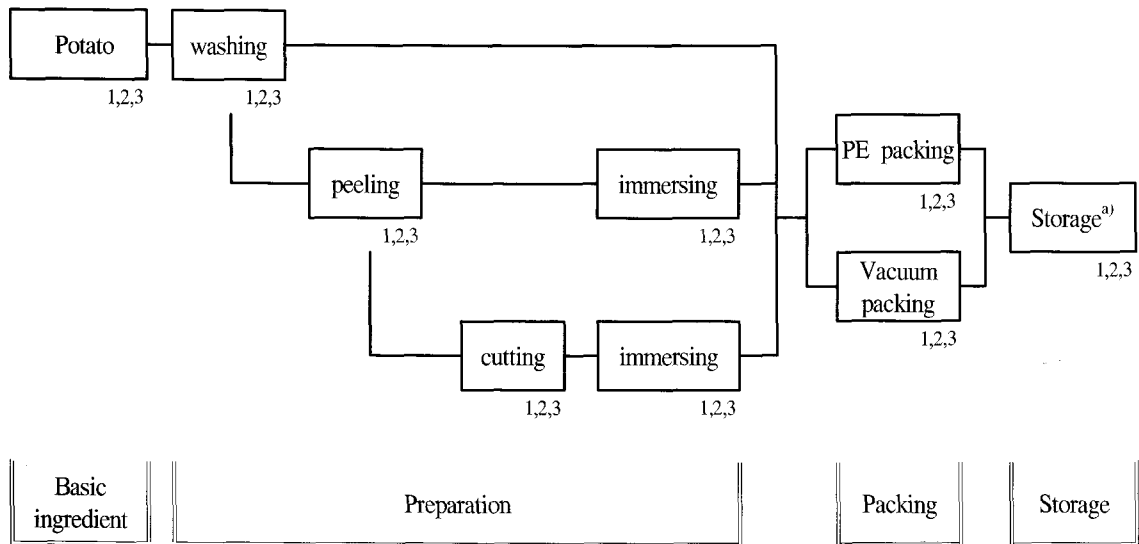 Potato
washing
1,2,3
1,2,3
peeling
immersing
1,2,3
1,2,3
PE packing
1,2,3
Vacuum
packing
1,2,3
Storage a)
1,2,3
cutting
immersing
1,2,3
1,2,3
Basic
ingredient
Preparation
Packing
Storage